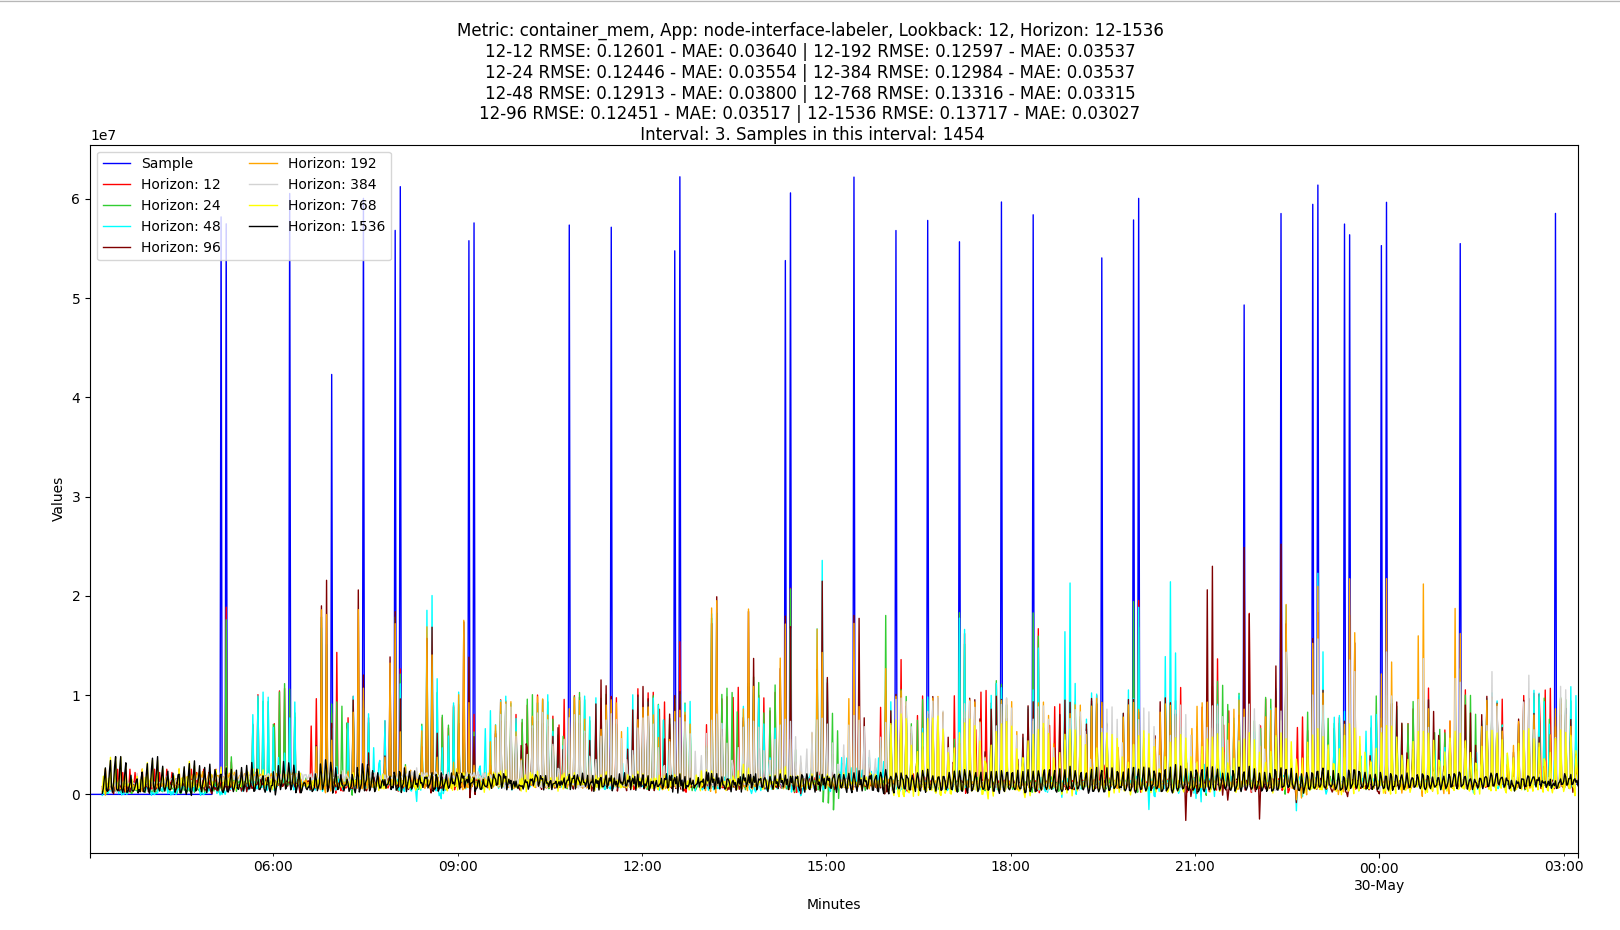 Metric: container_mem, App: node-interface-labeler, Lookback: 12, Horizon: 12-1536
12-12 RMSE: 0.12601 - MAE: 0.03640 | 12-192 RMSE: 0.12597 - MAE: 0.03537
12-24 RMSE: 0.12446 - MAE: 0.03554 | 12-384 RMSE: 0.12984 - MAE: 0.03537
12-48 RMSE: 0.12913 - MAE: 0.03800 | 12-768 RMSE: 0.13316 - MAE: 0.03315
12-96 RMSE: 0.12451 - MAE: 0.03517 | 12-1536 RMSE: 0.13717 - MAE: 0.03027
Interval: 3. Samples in this interval: 1454
1e7
Sample
Horizon: 12
Horizon: 24
Horizon: 48
Horizon: 96
Horizon: 192
Horizon: 384
Horizon: 768
Horizon: 1536
6
5
4
3
2
1
0
Values
06:00
09:00
12:00
15:00
18:00
21:00
00:00
30-May
03:00
Minutes